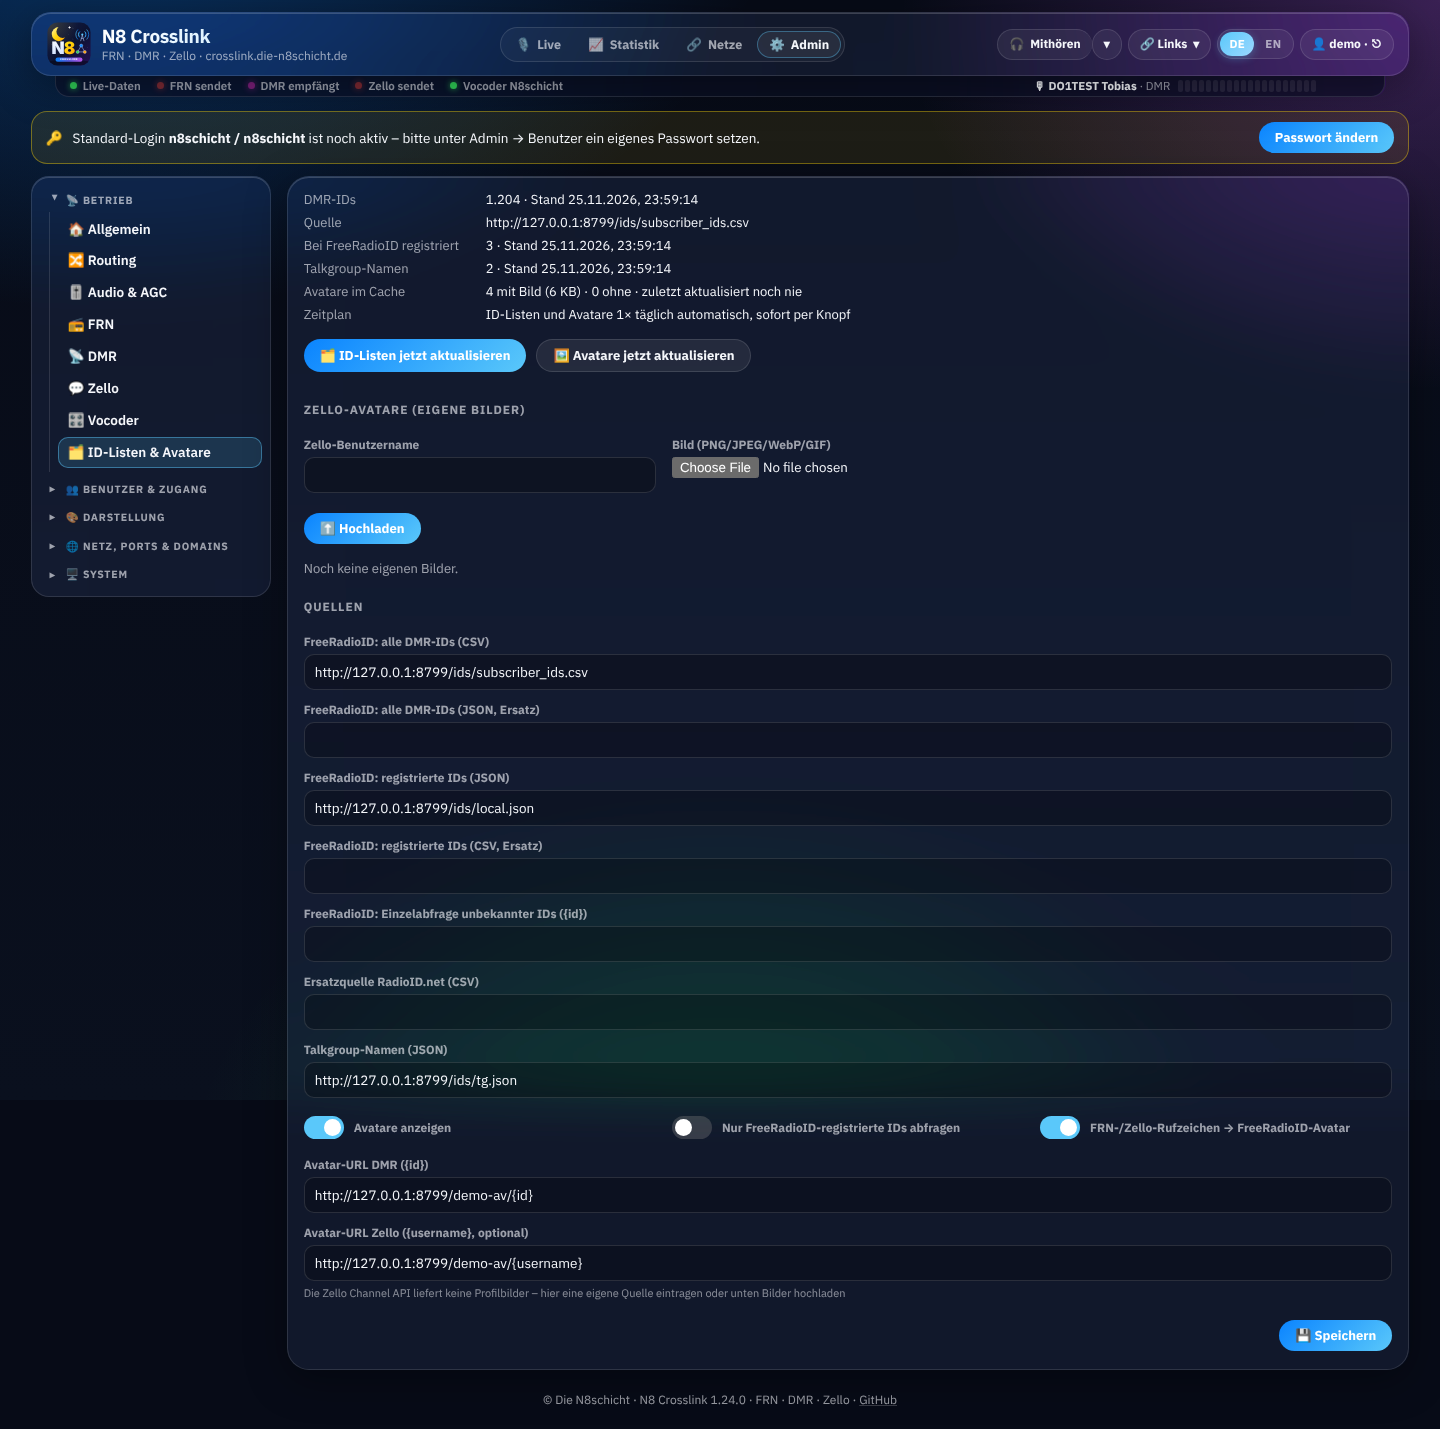 N8 Crosslink
FRN · DMR · Zello · crosslink.die-n8schicht.de
Live
Statistik
Netze
Admin
Mithören
Links
DE
EN
demo ·
Live-Daten
FRN sendet
DMR empfängt
Zello sendet
Vocoder N8schicht
DO1TEST Tobias · DMR
Standard-Login n8schicht / n8schicht ist noch aktiv – bitte unter Admin → Benutzer ein eigenes Passwort setzen.
Passwort ändern
BETRIEB
Allgemein
Routing
Audio & AGC
FRN
DMR
Zello
Vocoder
ID-Listen & Avatare
BENUTZER & ZUGANG
DARSTELLUNG
NETZ, PORTS & DOMAINS
SYSTEM
DMR-IDs 1.204 · Stand 25.11.2026, 23:59:14
Quelle http://127.0.0.1:8799/ids/subscriber_ids.csv
Bei FreeRadioID registriert 3 · Stand 25.11.2026, 23:59:14
Talkgroup-Namen 2 · Stand 25.11.2026, 23:59:14
Avatare im Cache 4 mit Bild (6 KB) · 0 ohne · zuletzt aktualisiert noch nie
Zeitplan ID-Listen und Avatare 1× täglich automatisch, sofort per Knopf
ID-Listen jetzt aktualisieren
Avatare jetzt aktualisieren
ZELLO-AVATARE (EIGENE BILDER)
Zello-Benutzername
Bild (PNG/JPEG/WebP/GIF)
Choose File No file chosen
Hochladen
Noch keine eigenen Bilder.
QUELLEN
FreeRadioID: alle DMR-IDs (CSV)
http://127.0.0.1:8799/ids/subscriber_ids.csv
FreeRadioID: alle DMR-IDs (JSON, Ersatz)
FreeRadioID: registrierte IDs (JSON)
http://127.0.0.1:8799/ids/local.json
FreeRadioID: registrierte IDs (CSV, Ersatz)
FreeRadioID: Einzelabfrage unbekannter IDs ({id})
Ersatzquelle RadioID.net (CSV)
Talkgroup-Namen (JSON)
http://127.0.0.1:8799/ids/tg.json
Avatare anzeigen
Nur FreeRadioID-registrierte IDs abfragen
FRN-/Zello-Rufzeichen → FreeRadioID-Avatar
Avatar-URL DMR ({id})
http://127.0.0.1:8799/demo-av/{id}
Avatar-URL Zello ({username}, optional)
http://127.0.0.1:8799/demo-av/{username}
Die Zello Channel API liefert keine Profilbilder – hier eine eigene Quelle eintragen oder unten Bilder hochladen
Speichern
© Die N8schicht · N8 Crosslink 1.24.0 · FRN · DMR · Zello · GitHub